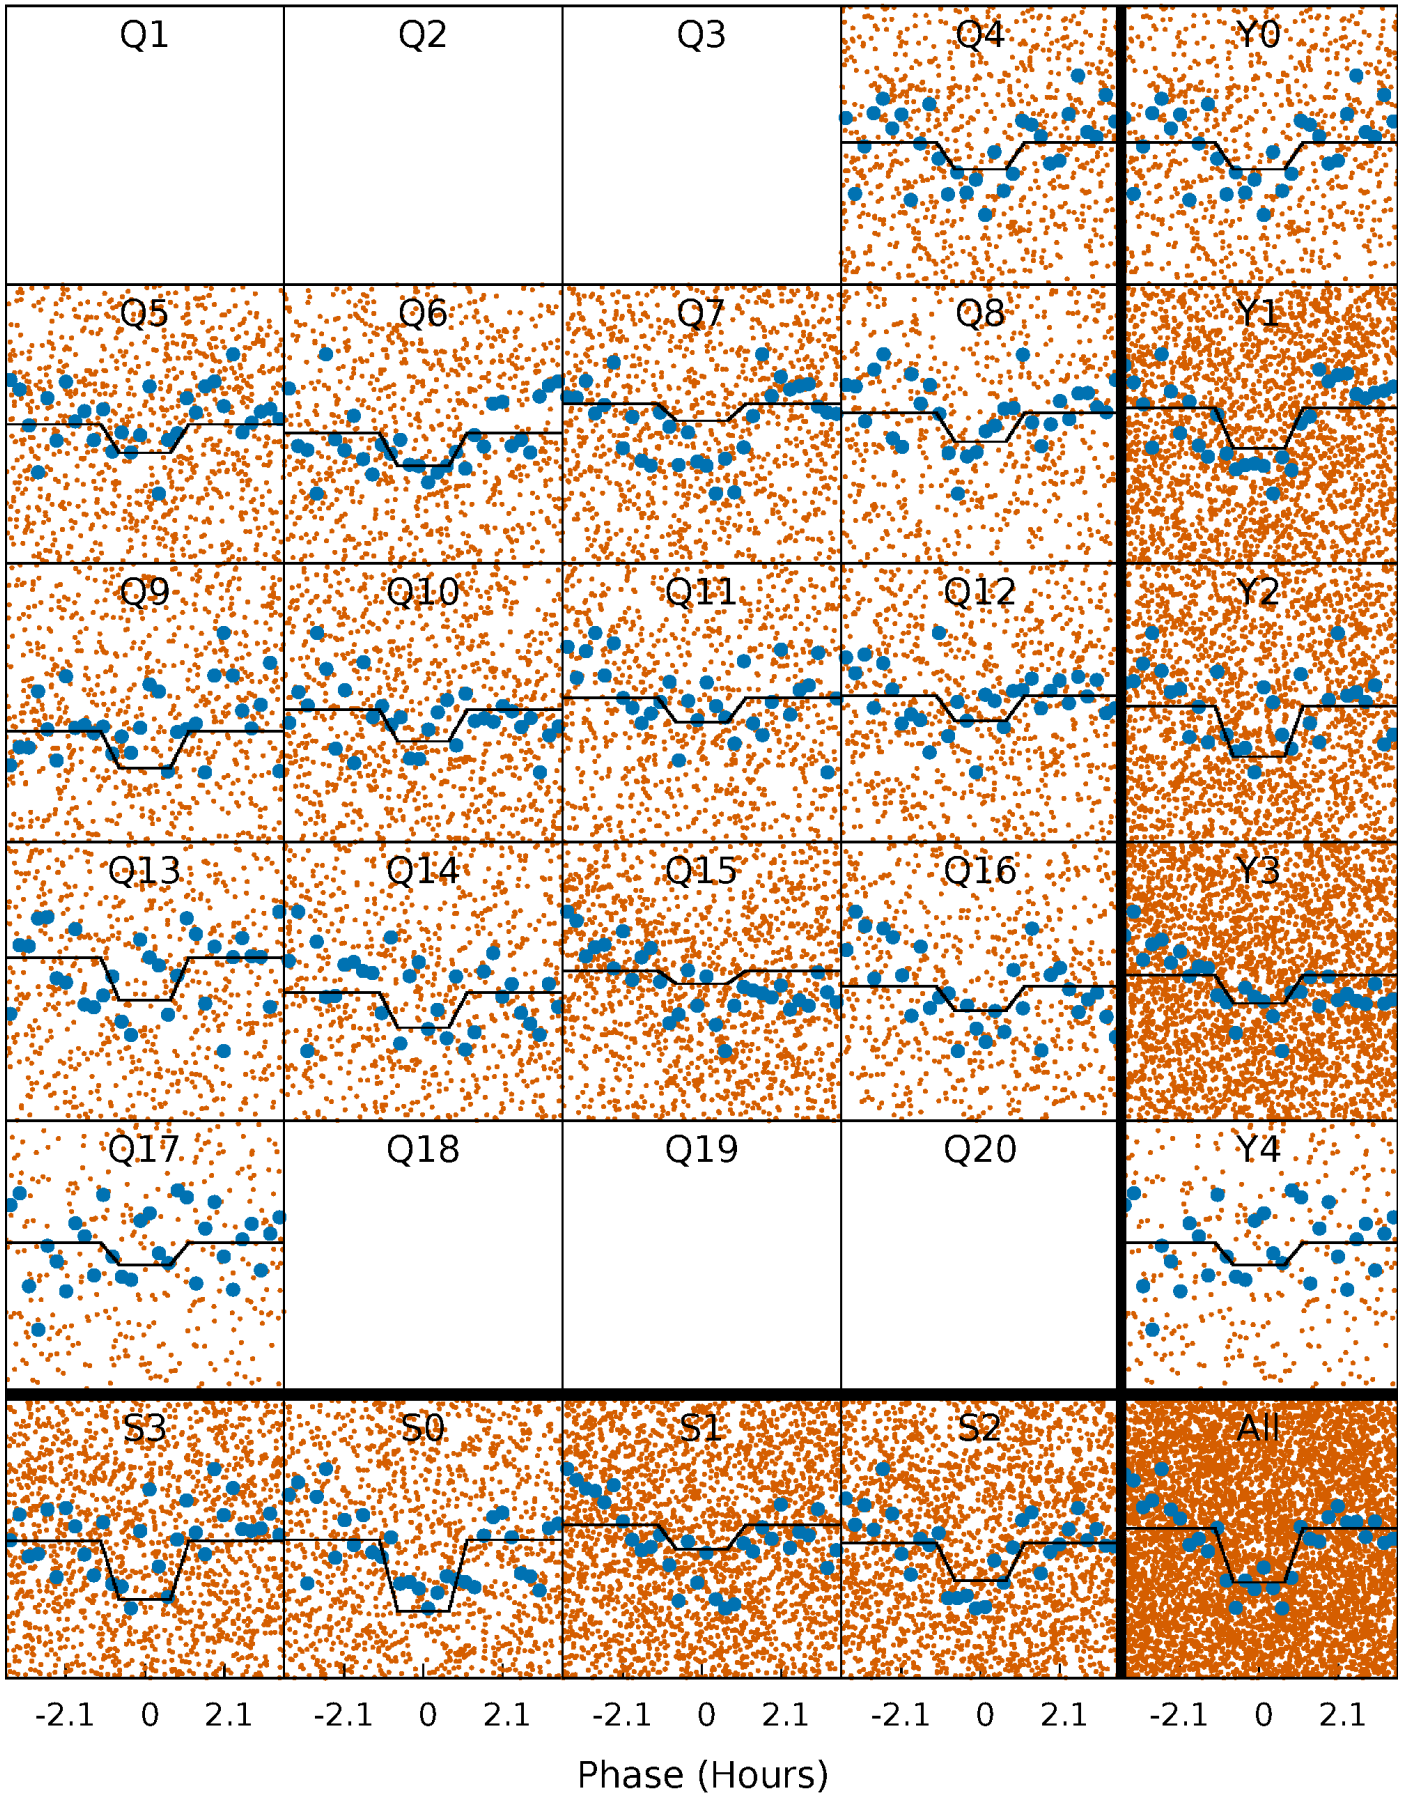 Q1 Q2 Q3 Q4 Y0
Q5 Q6 Q7 Q8 Y1
Q9 Q10 Q11 Q12 Y2
Q13 Q14 Q15 Q16 Y3
Q17 Q18 Q19 Q20 Y4
S3 S0 S1 S2 All
-2.1 0 2.1 -2.1 0 2.1 -2.1 0 2.1 -2.1 0 2.1 -2.1 0 2.1
Phase (Hours)